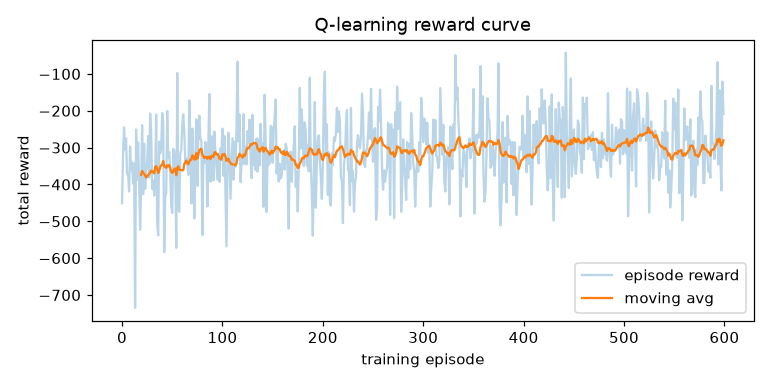 Q-learning reward curve
−100
−200
−300
−400
−500
−600
−700
total reward
episode reward
moving avg
0
100
200
300
400
500
600
training episode